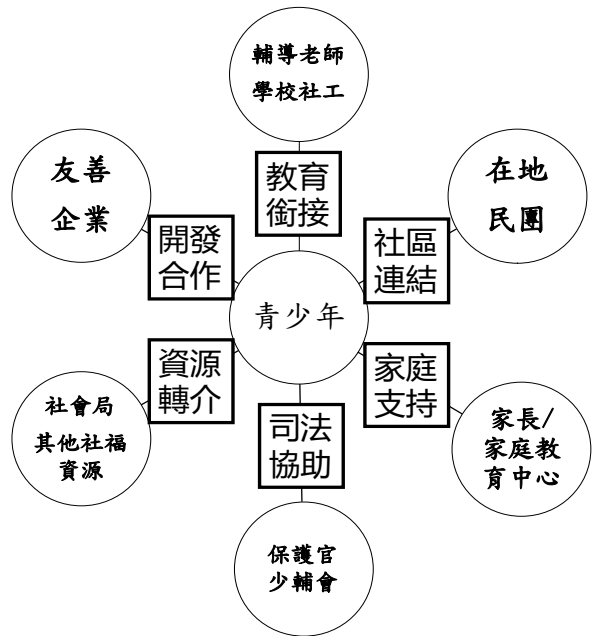 輔導老師
學校社工
教育
銜接
友善
企業
開發
合作
在地
民團
社區
連結
青少年
資源
轉介
社會局
其他社福
資源
家庭
支持
家長/
家庭教
育中心
司法
協助
保護官
少輔會